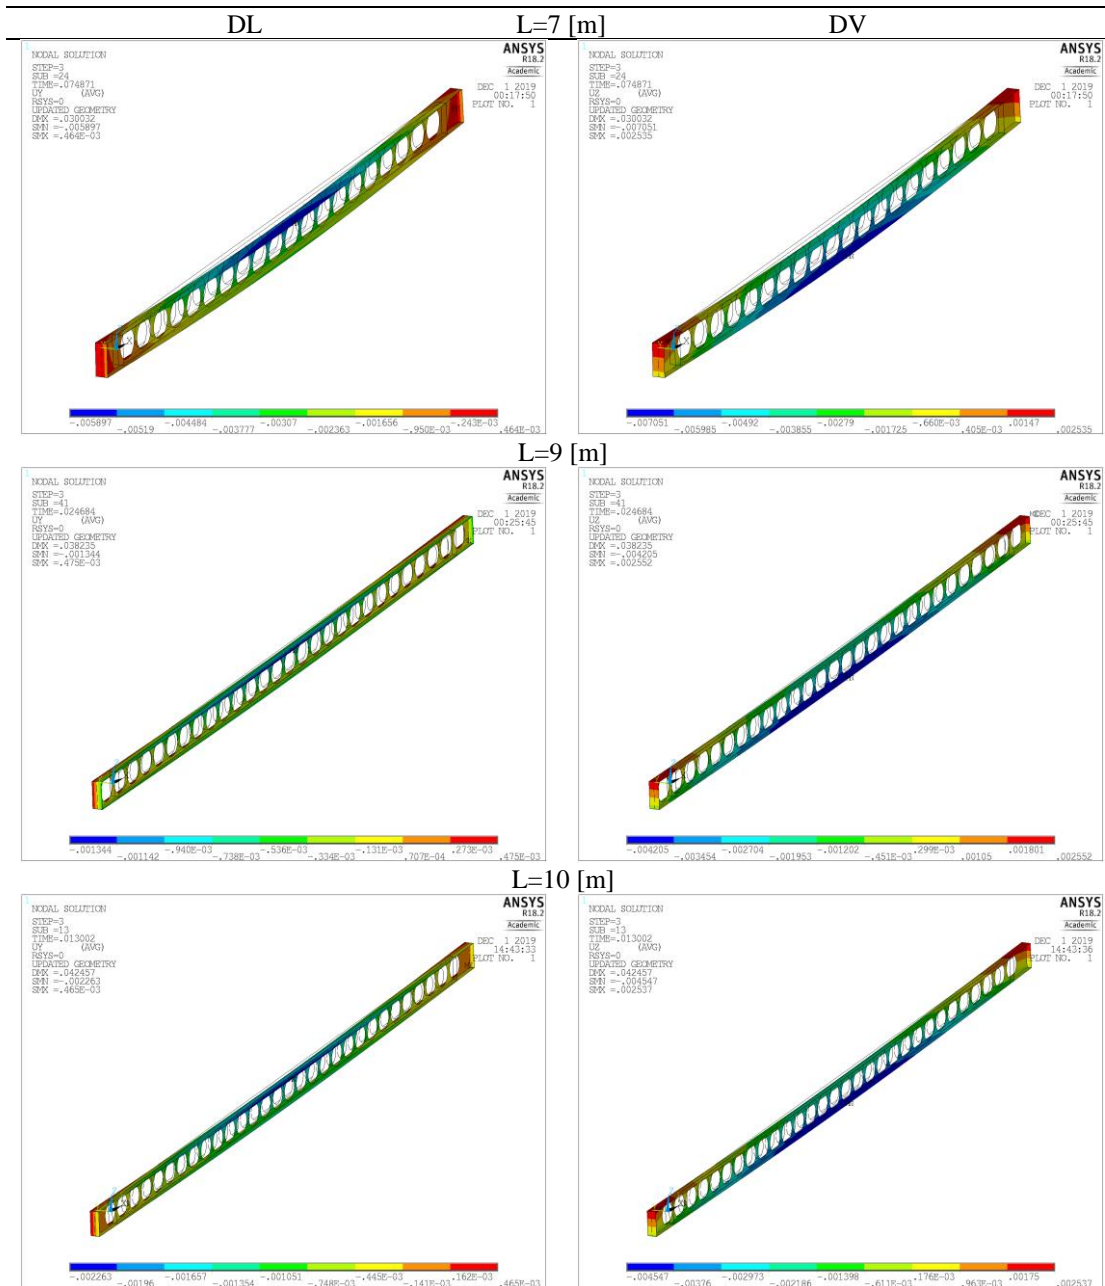 DL L=7 [m] DV
1
NODAL SOLUTION
STEP=3
SUB =24
TIME=.074871
UY (AVG)
RSYS=0
UPDATED GEOMETRY
DMX =.030032
SMN =-.005897
SMX =.464E-03
ANSYS
R18.2
Academic
DEC 1 2019
00:17:50
PLOT NO. 1
X
-.005897 -.004484 -.00307 -.001656 -.243E-03
-.00519 -.003777 -.002363 -.950E-03 .464E-03
1
NODAL SOLUTION
STEP=3
SUB =24
TIME=.074871
UZ (AVG)
RSYS=0
UPDATED GEOMETRY
DMX =.030032
SMN =-.007051
SMX =.002535
ANSYS
R18.2
Academic
DEC 1 2019
00:17:50
PLOT NO. 1
X
-.007051 -.00492 -.00279 -.660E-03 .00147
-.005985 -.003855 -.001725 .405E-03 .002535
L=9 [m]
1
NODAL SOLUTION
STEP=3
SUB =41
TIME=.024684
UY (AVG)
RSYS=0
UPDATED GEOMETRY
DMX =.038235
SMN =-.001344
SMX =.475E-03
ANSYS
R18.2
Academic
DEC 1 2019
00:25:45
PLOT NO. 1
-.001344 -.940E-03 -.536E-03 -.131E-03 .273E-03
-.001142 -.738E-03 -.334E-03 .707E-04 .475E-03
1
NODAL SOLUTION
STEP=3
SUB =41
TIME=.024684
UZ (AVG)
RSYS=0
UPDATED GEOMETRY
DMX =.038235
SMN =-.004205
SMX =.002552
ANSYS
R18.2
Academic
DEC 1 2019
00:25:45
PLOT NO. 1
-.004205 -.002704 -.001202 .299E-03 .001801
-.003454 -.001953 -.451E-03 .00105 .002552
L=10 [m]
1
NODAL SOLUTION
STEP=3
SUB =13
TIME=.013002
UY (AVG)
RSYS=0
UPDATED GEOMETRY
DMX =.042457
SMN =-.002263
SMX =.465E-03
ANSYS
R18.2
Academic
DEC 1 2019
14:43:33
PLOT NO. 1
-.002263 -.001657 -.001051 -.445E-03 .162E-03
-.00196 -.001354 -.748E-03 -.141E-03 .465E-03
1
NODAL SOLUTION
STEP=3
SUB =13
TIME=.013002
UZ (AVG)
RSYS=0
UPDATED GEOMETRY
DMX =.042457
SMN =-.004547
SMX =.002537
ANSYS
R18.2
Academic
DEC 1 2019
14:43:36
PLOT NO. 1
-.004547 -.002973 -.001398 .176E-03 .00175
-.00376 -.002186 -.611E-03 .963E-03 .002537